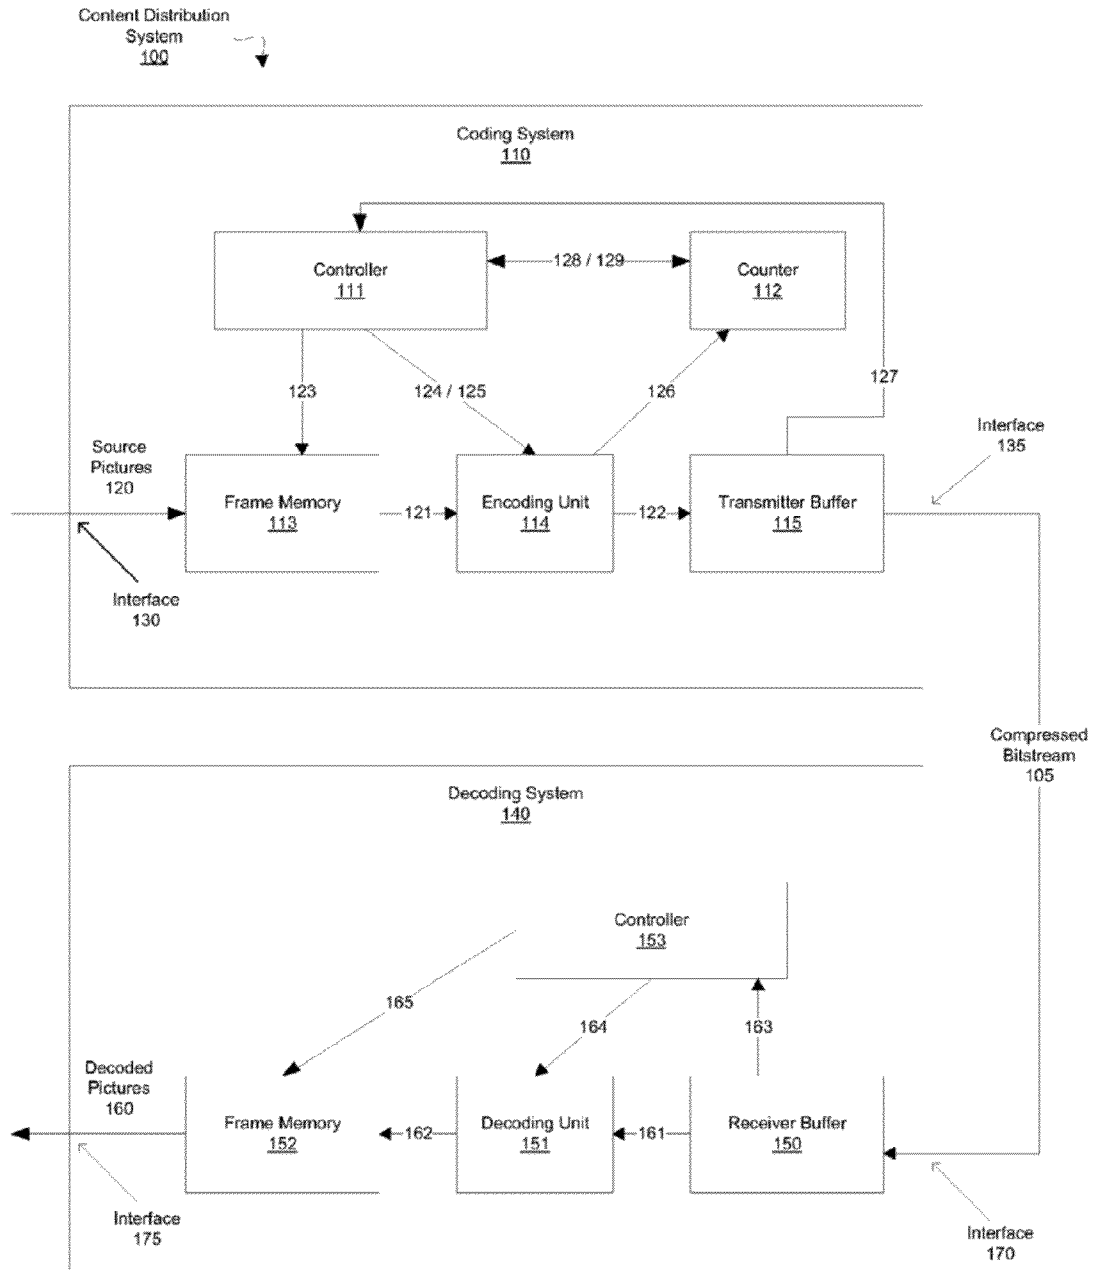 Content Distribution
System
100
Coding System
110
Controller
111
128 / 129
Counter
112
123
124 / 125
126
127
Interface
135
Source
Pictures
120
Frame Memory
113
121
Encoding Unit
114
122
Transmitter Buffer
115
Interface
130
Compressed
Bitstream
105
Decoding System
140
Controller
153
165
164
163
Decoded
Pictures
160
Frame Memory
152
162
Decoding Unit
151
161
Receiver Buffer
150
Interface
175
Interface
170